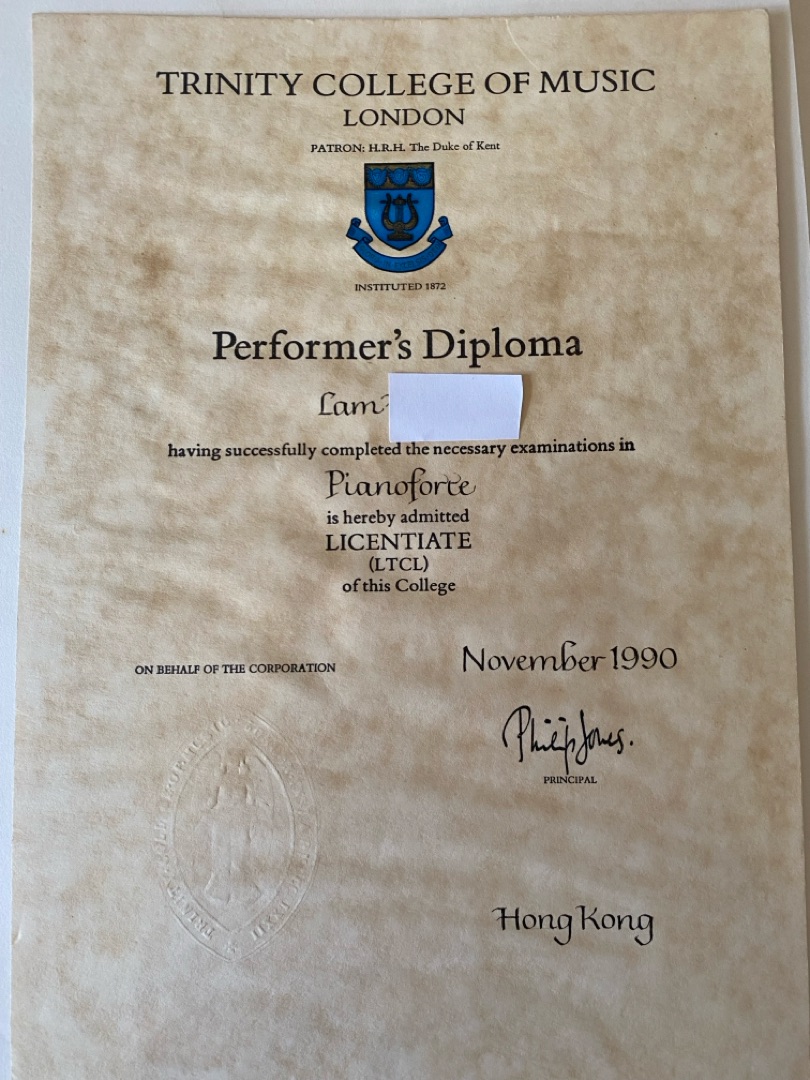 TRINITY COLLEGE OF MUSIC
LONDON
PATRON: H.R.H. The Duke of Kent
INSTITUTED 1872
Performer's Diploma
Lam
having successfully completed the necessary examinations in
Pianoforte
is hereby admitted
LICENTIATE
(LTCL)
of this College
ON BEHALF OF THE CORPORATION
November 1990
Philip Jones.
PRINCIPAL
Hong Kong